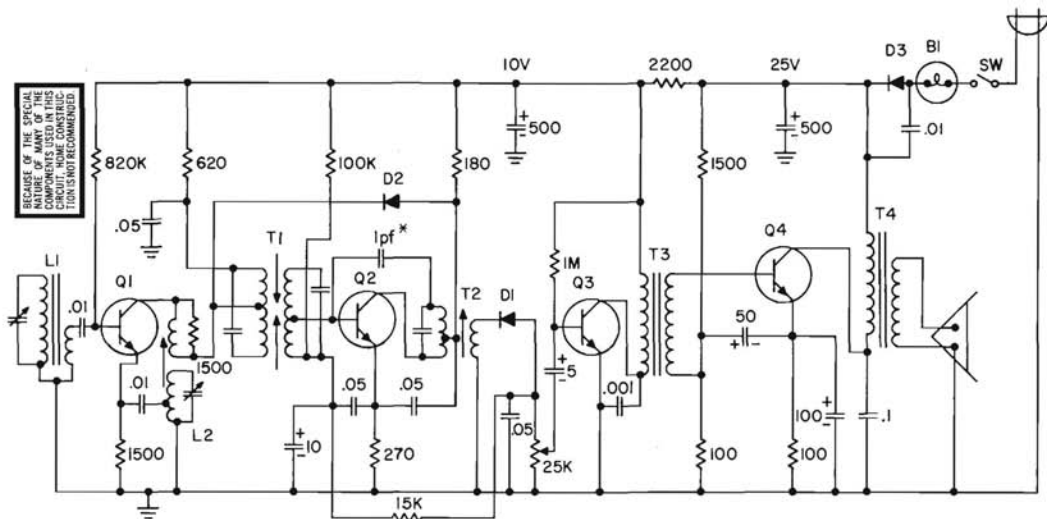 BECAUSE OF THE SPECIAL
NATURE OF MANY OF THE
COMPONENTS USED IN THIS
CIRCUIT, HOME CONSTRUC-
TION IS NOT RECOMMENDED.
10V
2200
25V
D3
B1
SW
820K
620
100K
180
500
1500
500
.01
.05
D2
1pf*
L1
.01
Q1
T1
Q2
T2
D1
1M
Q3
T3
Q4
T4
1500
.01
L2
.05
.05
.05
5
.001
50
100
.1
1500
10
270
25K
100
100
15K